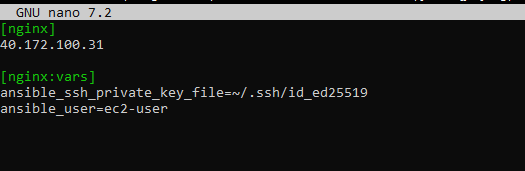 GNU nano 7.2
[nginx]
40.172.100.31
[nginx:vars]
ansible_ssh_private_key_file=~/.ssh/id_ed25519
ansible_user=ec2-user